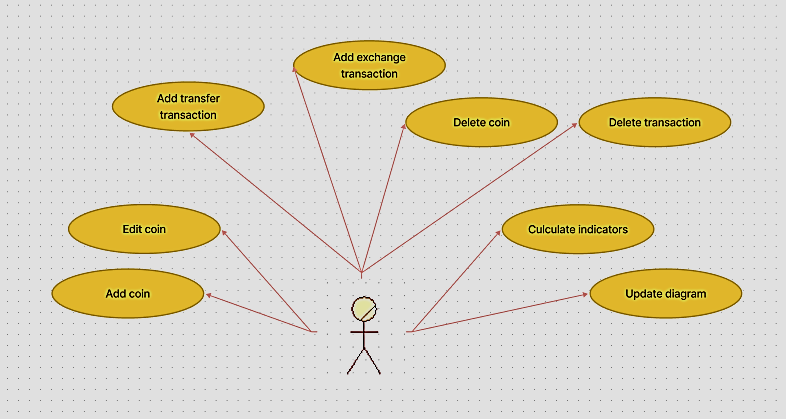 Add exchange
transaction
Add transfer
transaction
Delete coin
Delete transaction
Edit coin
Culculate indicators
Add coin
Update diagram